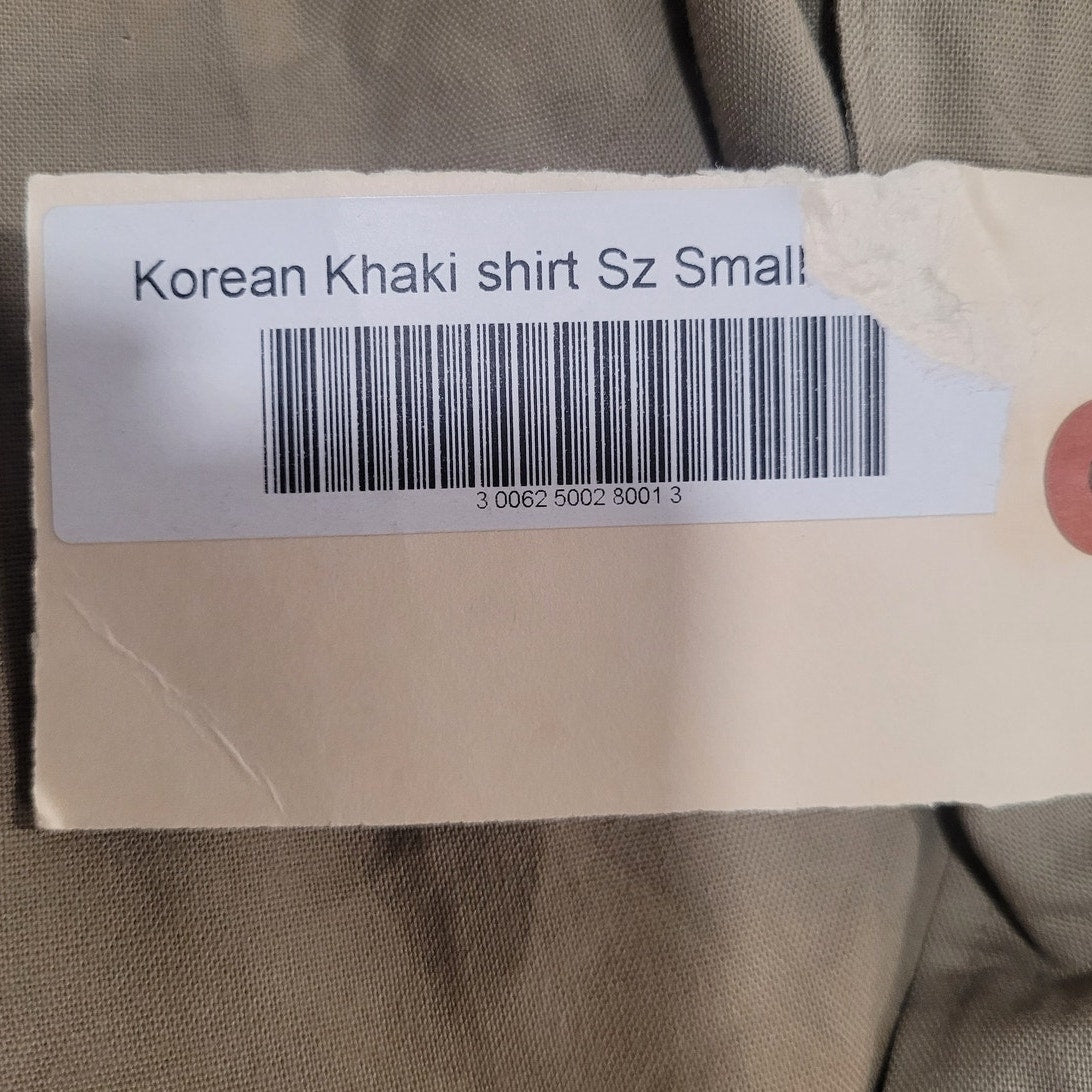 Korean Khaki shirt Sz Small
3 0062 5002 8001 3